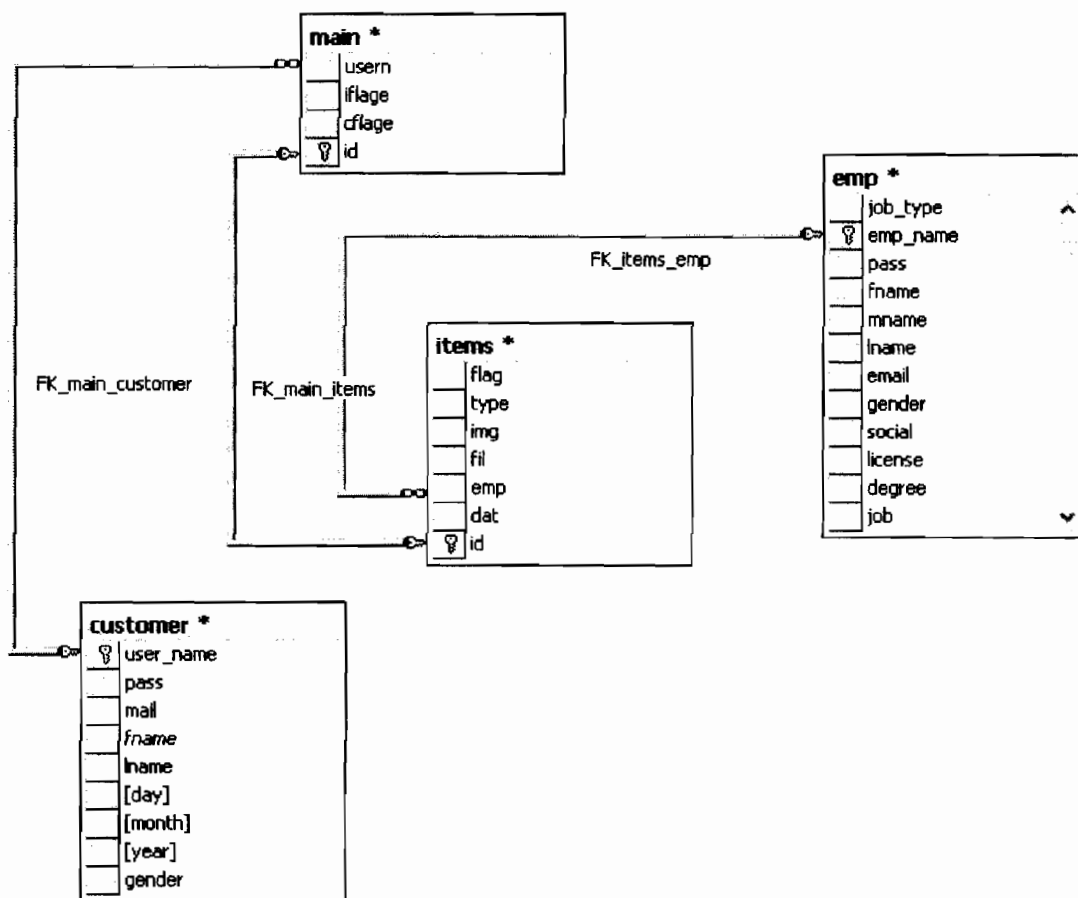 main *
usern
iflage
cflage
id
emp *
job_type
emp_name
pass
fname
mname
lname
email
gender
social
license
degree
job
FK_items_emp
items *
flag
type
img
fil
emp
dat
id
FK_main_customer
FK_main_items
customer *
user_name
pass
mail
fname
lname
[day]
[month]
[year]
gender